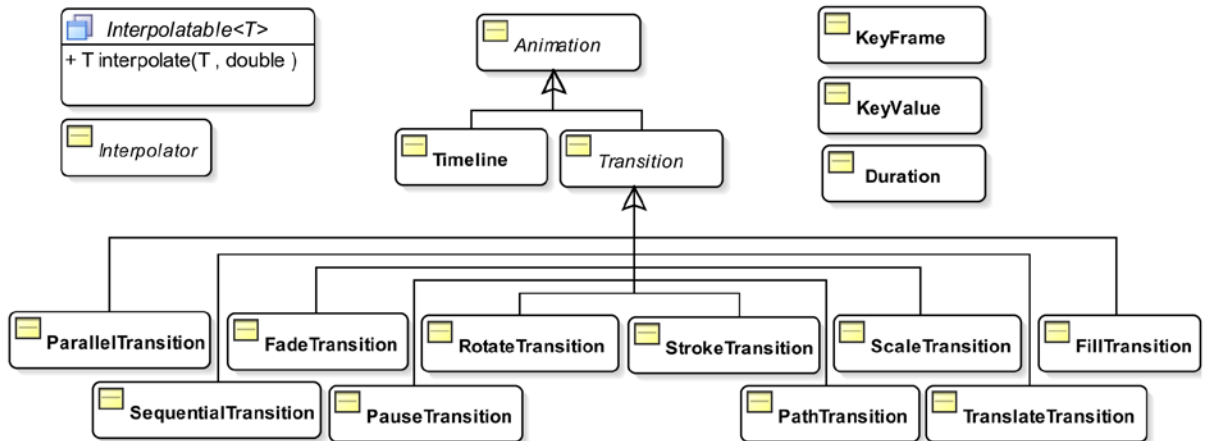 Interpolatable<T>
+ T interpolate(T , double )
Interpolator
Animation
Timeline
Transition
KeyFrame
KeyValue
Duration
ParallelTransition
FadeTransition
RotateTransition
StrokeTransition
ScaleTransition
FillTransition
SequentialTransition
PauseTransition
PathTransition
TranslateTransition